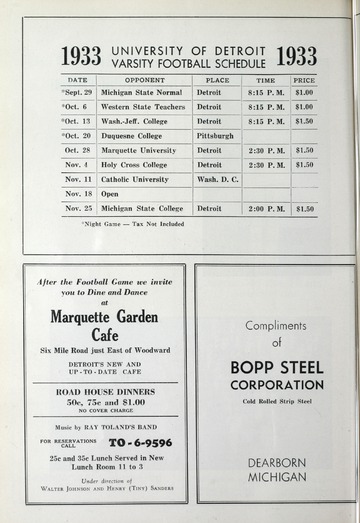 1933 UNIVERSITY OF DETROIT 1933
VARSITY FOOTBALL SCHEDULE
DATE OPPONENT PLACE TIME PRICE
*Sept. 29 Michigan State Normal Detroit 8:15 P. M. $1.00
*Oct. 6 Western State Teachers Detroit 8:15 P. M. $1.00
*Oct. 13 Wash.-Jeff. College Detroit 8:15 P. M. $1.50
*Oct. 20 Duquesne College Pittsburgh
Oct. 28 Marquette University Detroit 2:30 P. M. $1.50
Nov. 4 Holy Cross College Detroit 2:30 P. M. $1.50
Nov. 11 Catholic University Wash. D. C.
Nov. 18 Open
Nov. 25 Michigan State College Detroit 2:00 P. M. $1.50
*Night Game — Tax Not Included
After the Football Game we invite
you to Dine and Dance
at
Marquette Garden
Cafe
Six Mile Road just East of Woodward
DETROIT'S NEW AND
UP-TO-DATE CAFE
ROAD HOUSE DINNERS
50c, 75c and $1.00
NO COVER CHARGE
Music by RAY TOLAND'S BAND
FOR RESERVATIONS
CALL TO-6-9596
25c and 35c Lunch Served in New
Lunch Room 11 to 3
Under direction of
WALTER JOHNSON AND HENRY (TINY) SANDERS
Compliments
of
BOPP STEEL
CORPORATION
Cold Rolled Strip Steel
DEARBORN
MICHIGAN